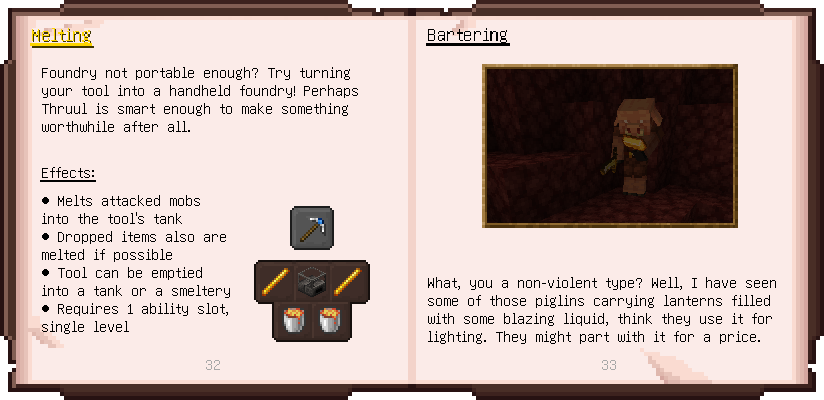 Melting
Foundry not portable enough? Try turning
your tool into a handheld foundry! Perhaps
Thruul is smart enough to make something
worthwhile after all.
Effects:
• Melts attacked mobs
into the tool's tank
• Dropped items also are
melted if possible
• Tool can be emptied
into a tank or a smeltery
• Requires 1 ability slot,
single level
32
Bartering
What, you a non-violent type? Well, I have seen
some of those piglins carrying lanterns filled
with some blazing liquid, think they use it for
lighting. They might part with it for a price.
33